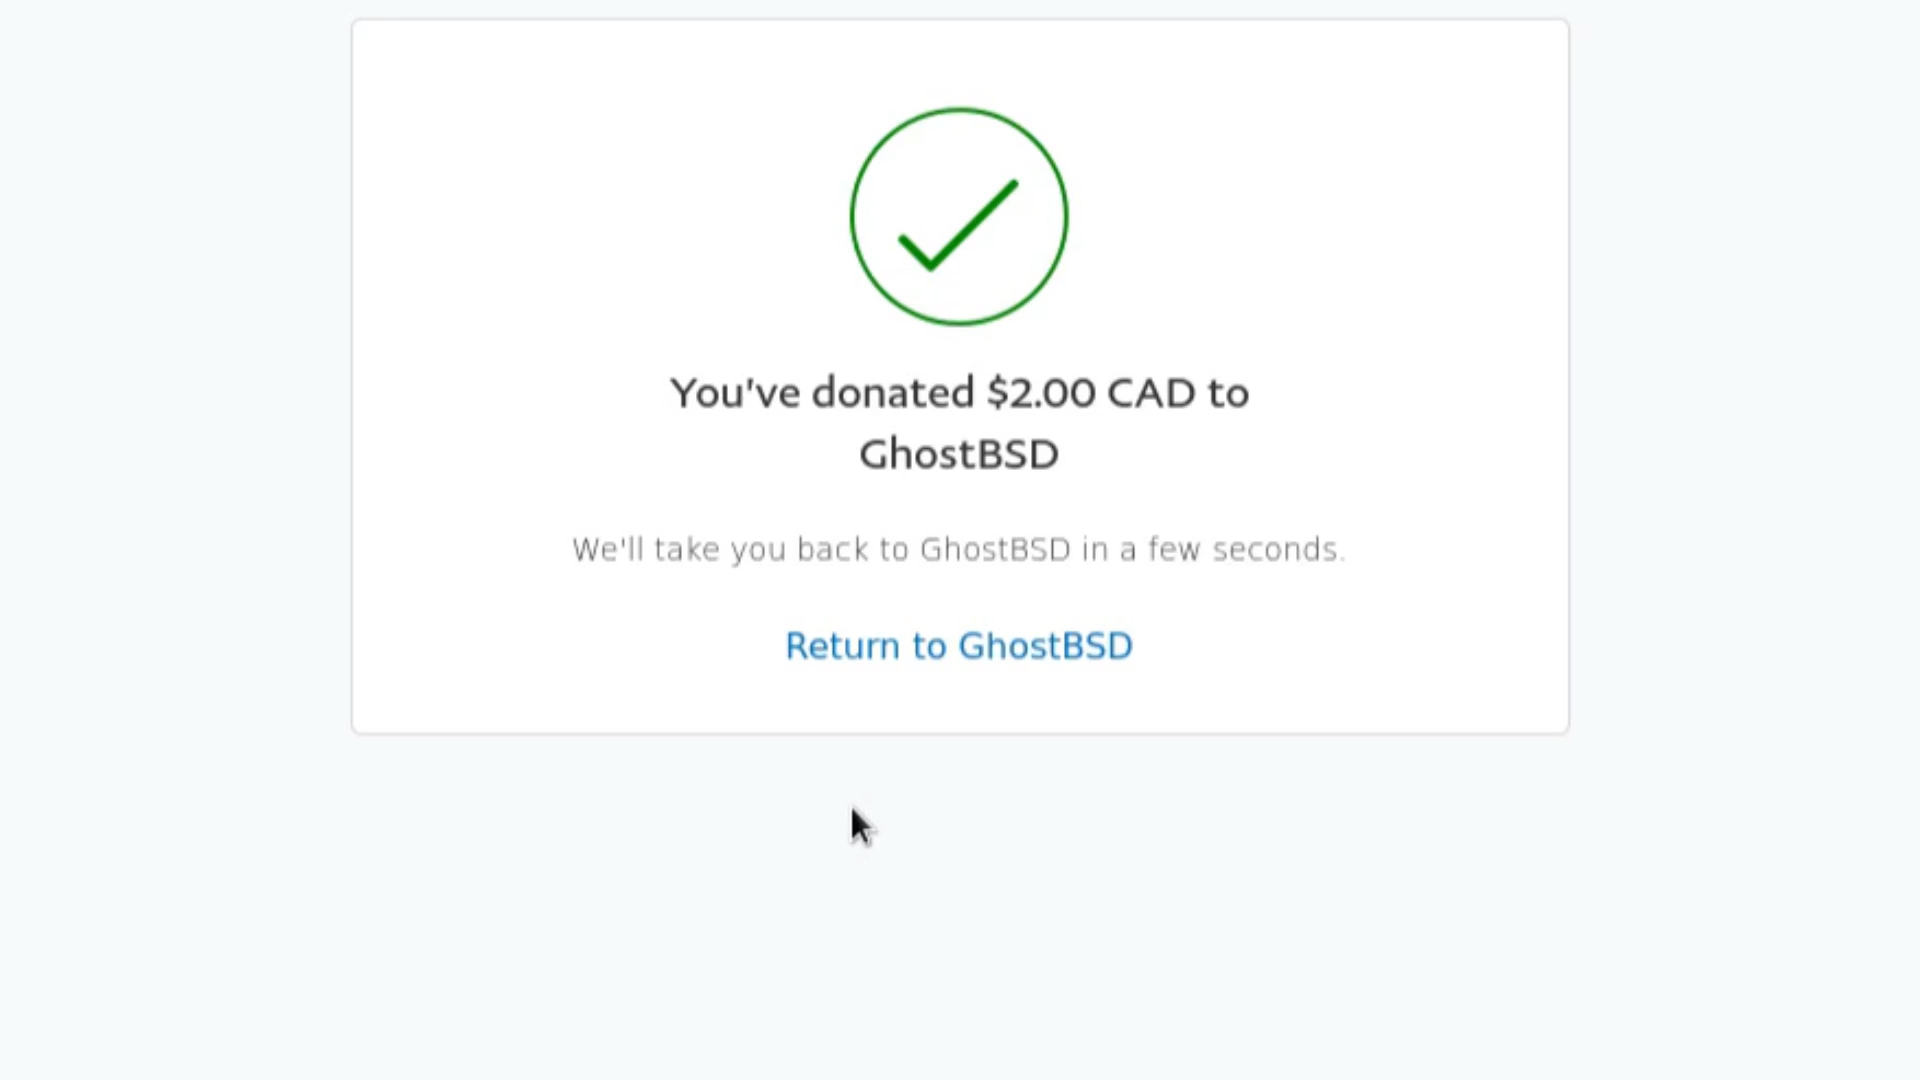 You've donated $2.00 CAD to
GhostBSD
We'll take you back to GhostBSD in a few seconds.
Return to GhostBSD